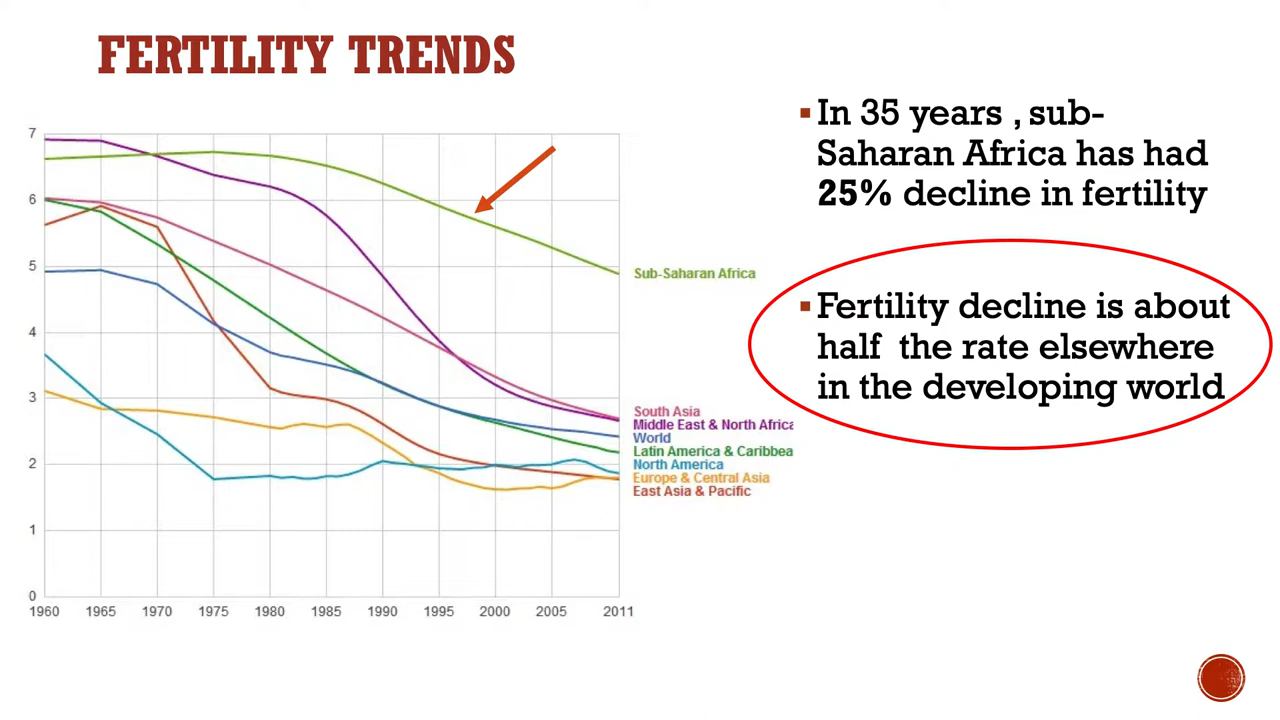 FERTILITY TRENDS
In 35 years , sub-
Saharan Africa has had
25% decline in fertility
Fertility decline is about
half the rate elsewhere
in the developing world
7
6
5
4
3
2
1
0
1960 1965 1970 1975 1980 1985 1990 1995 2000 2005 2011
Sub-Saharan Africa
South Asia
Middle East & North Africa
World
Latin America & Caribbea
North America
Europe & Central Asia
East Asia & Pacific